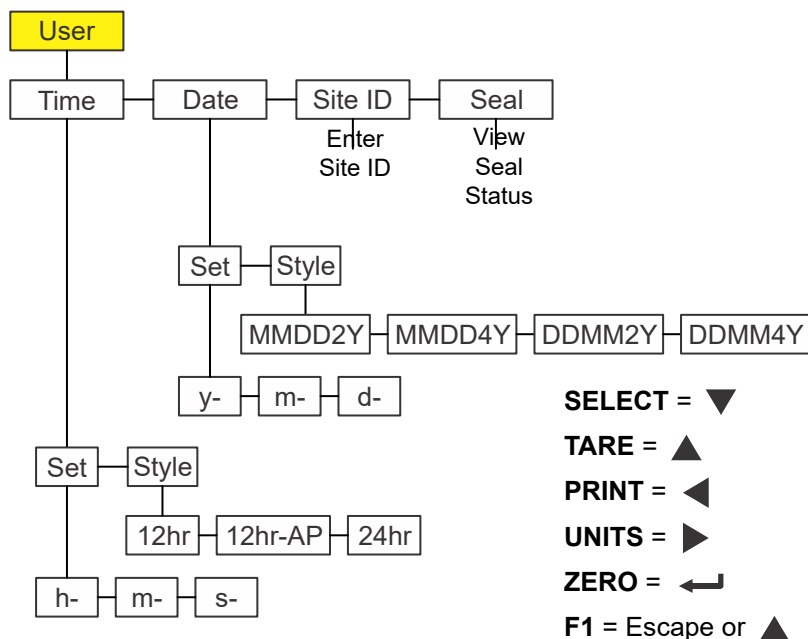 User
Time Date Site ID Seal
Enter
Site ID
View
Seal
Status
Set Style
MMDD2Y MMDD4Y DDMM2Y DDMM4Y
y- m- d-
Set Style
12hr 12hr-AP 24hr
h- m- s-
SELECT = ▼
TARE = ▲
PRINT = ◀
UNITS = ▶
ZERO = ↵
F1 = Escape or ▲